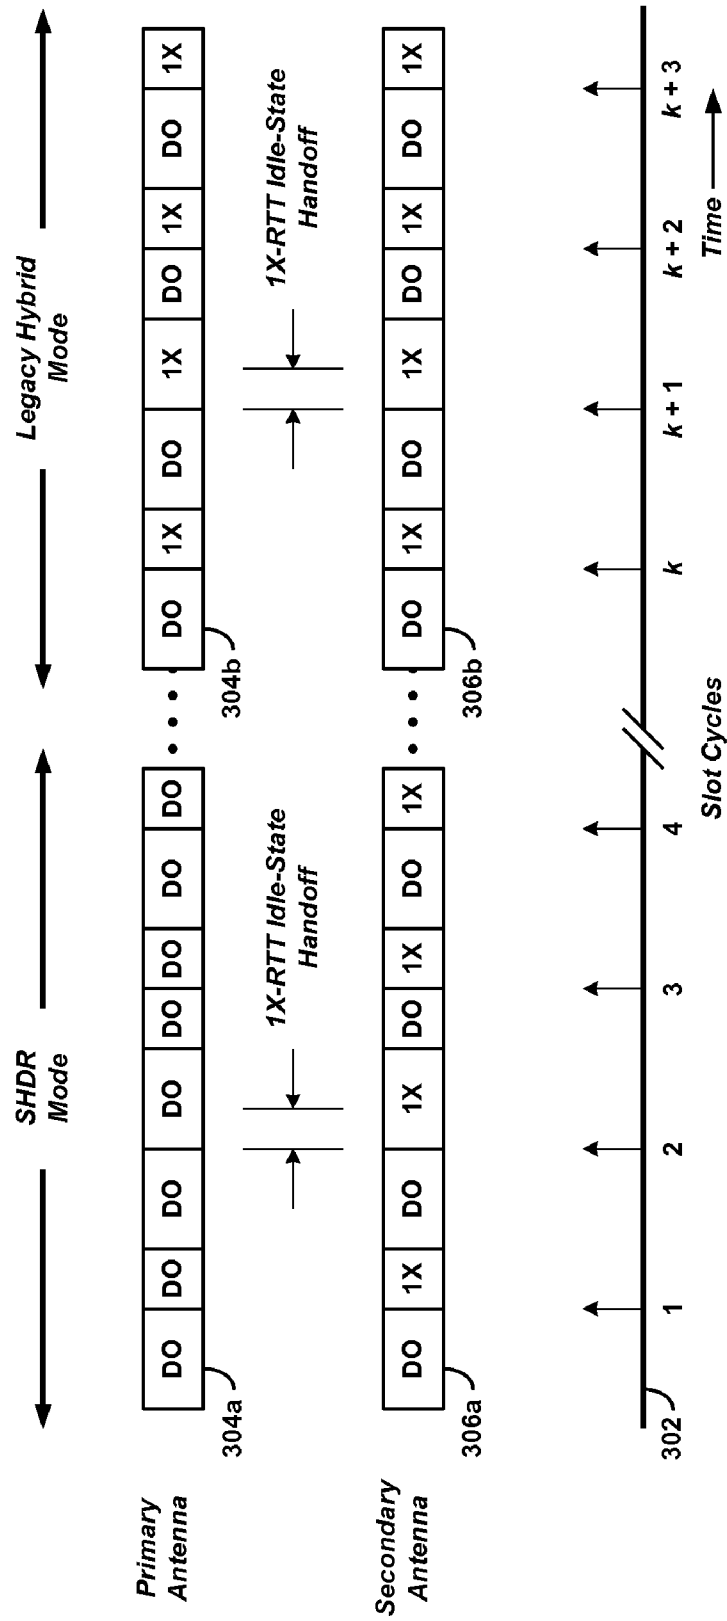 SHDR
Mode
Legacy Hybrid
Mode
Primary
Antenna
DO DO DO DO DO DO DO DO
DO 1X DO 1X DO 1X DO 1X
304a
304b
1X-RTT Idle-State
Handoff
1X-RTT Idle-State
Handoff
Secondary
Antenna
DO 1X DO 1X DO 1X DO 1X
DO 1X DO 1X DO 1X DO 1X
306a
306b
302
1 2 3 4 k k + 1 k + 2 k + 3
Slot Cycles
Time